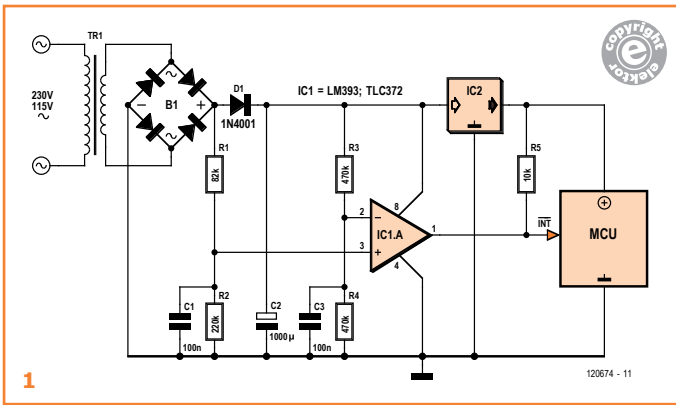 copyright
e
elektor
TR1
D1
IC1 = LM393; TLC372
IC2
230V
115V
~
B1
1N4001
R1
82k
R3
470k
R5
10k
2
8
IC1.A
1
3
4
INT
MCU
C1
100n
R2
220k
C2
1000µ
C3
100n
R4
470k
1
120674 - 11